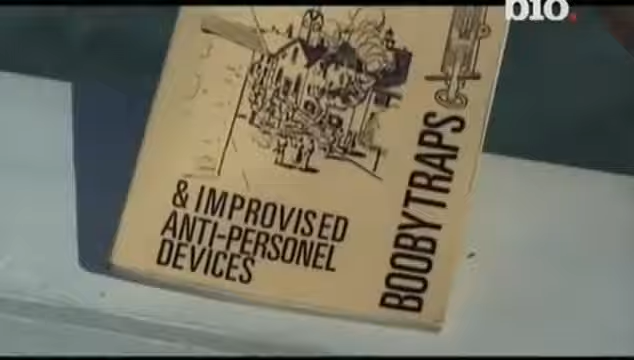 bio.
BOOBYTRAPS
& IMPROVISED
ANTI-PERSONEL
DEVICES